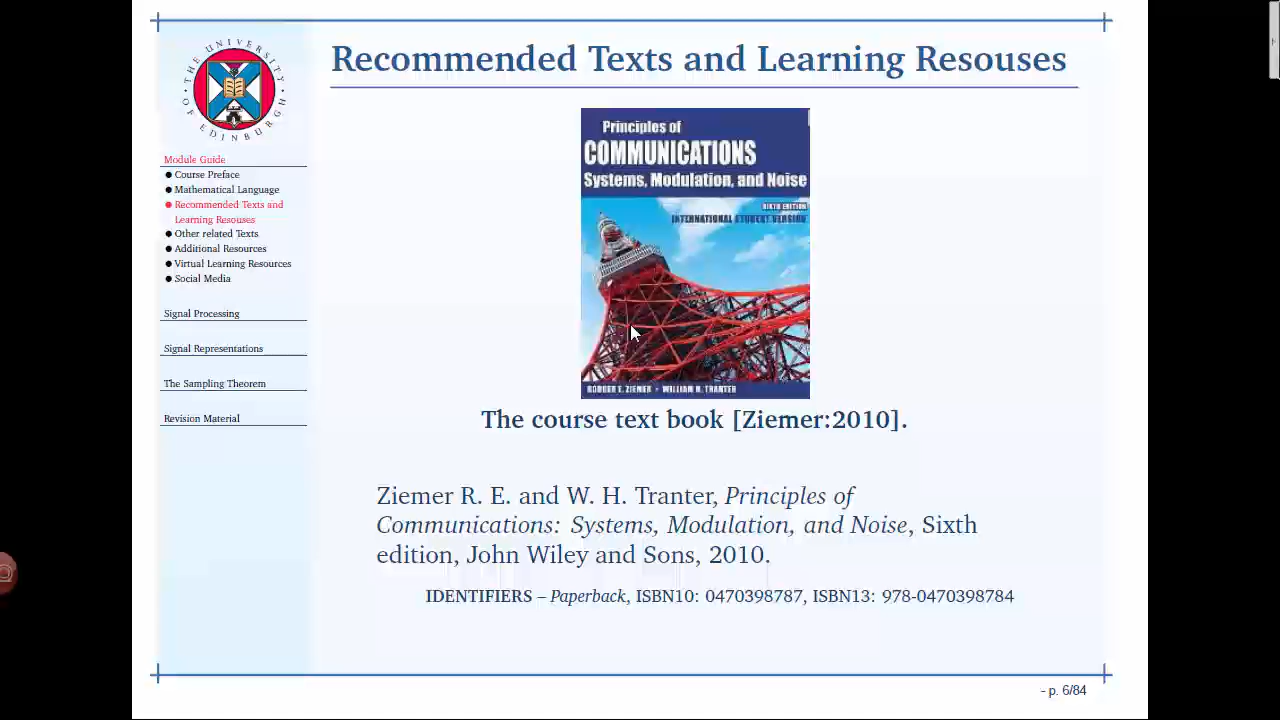 Recommended Texts and Learning Resouses
THE UNIVERSITY OF EDINBURGH
Module Guide
● Course Preface
● Mathematical Language
● Recommended Texts and
Learning Resouses
● Other related Texts
● Additional Resources
● Virtual Learning Resources
● Social Media
Signal Processing
Signal Representations
The Sampling Theorem
Revision Material
Principles of
COMMUNICATIONS
Systems, Modulation, and Noise
SIXTH EDITION
INTERNATIONAL STUDENT VERSION
RODGER E. ZIEMER • WILLIAM H. TRANTER
The course text book [Ziemer:2010].
Ziemer R. E. and W. H. Tranter, Principles of
Communications: Systems, Modulation, and Noise, Sixth
edition, John Wiley and Sons, 2010.
IDENTIFIERS – Paperback, ISBN10: 0470398787, ISBN13: 978-0470398784
- p. 6/84